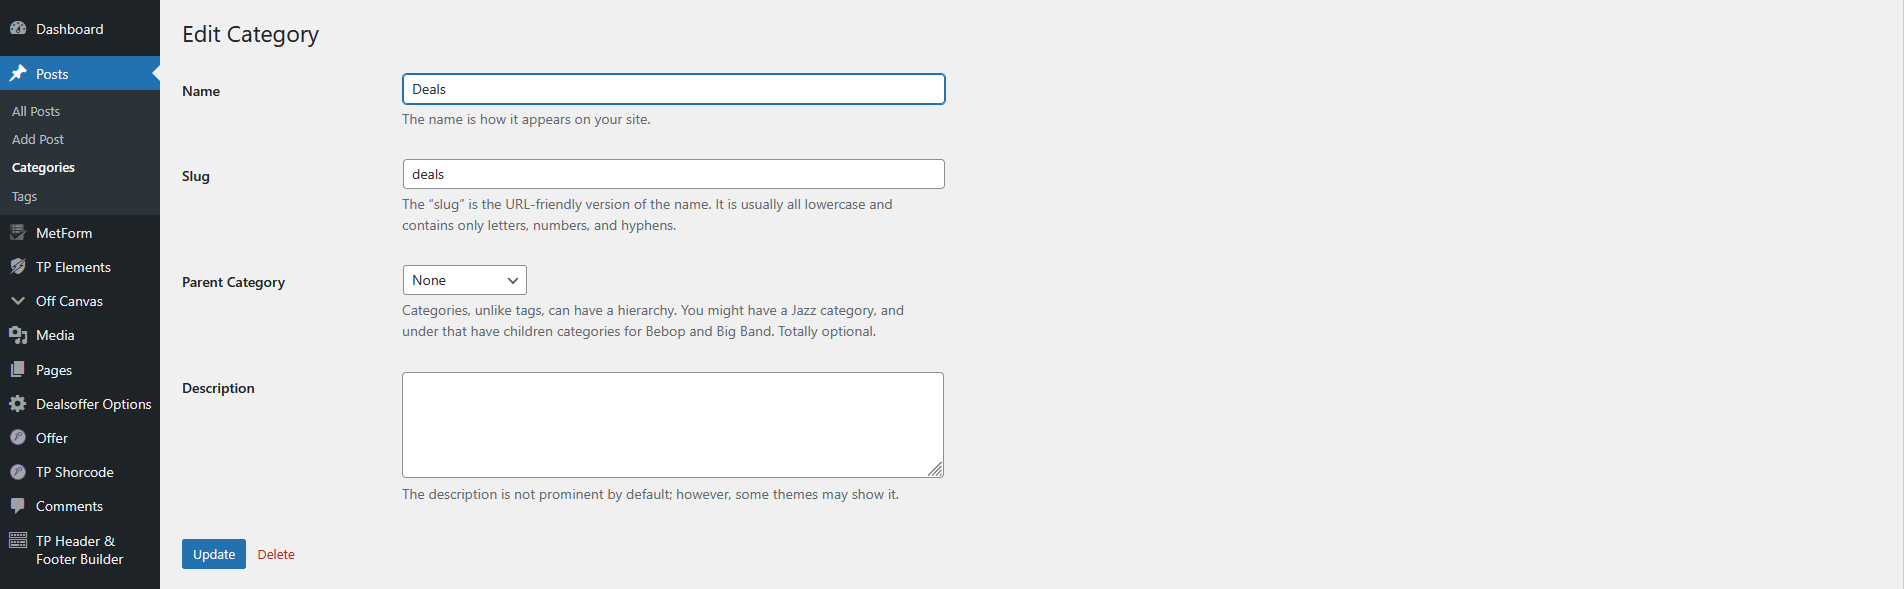 Dashboard
Posts
All Posts
Add Post
Categories
Tags
MetForm
TP Elements
Off Canvas
Media
Pages
Dealsoffer Options
Offer
TP Shorcode
Comments
TP Header &
Footer Builder
Edit Category
Name
Deals
The name is how it appears on your site.
Slug
deals
The “slug” is the URL-friendly version of the name. It is usually all lowercase and
contains only letters, numbers, and hyphens.
Parent Category
None
Categories, unlike tags, can have a hierarchy. You might have a Jazz category, and
under that have children categories for Bebop and Big Band. Totally optional.
Description
The description is not prominent by default; however, some themes may show it.
Update
Delete